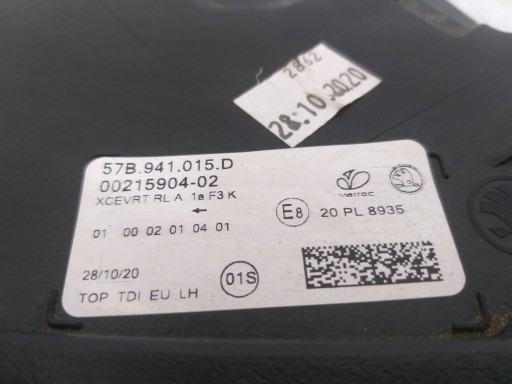 2862
28.10.2020
57B.941.015.D
00215904-02
XCEVRT RL A 1a F3 K
←
01 00 02 01 04 01
varroc
E8 20 PL 8935
28/10/20
01S
TOP TDI EU LH